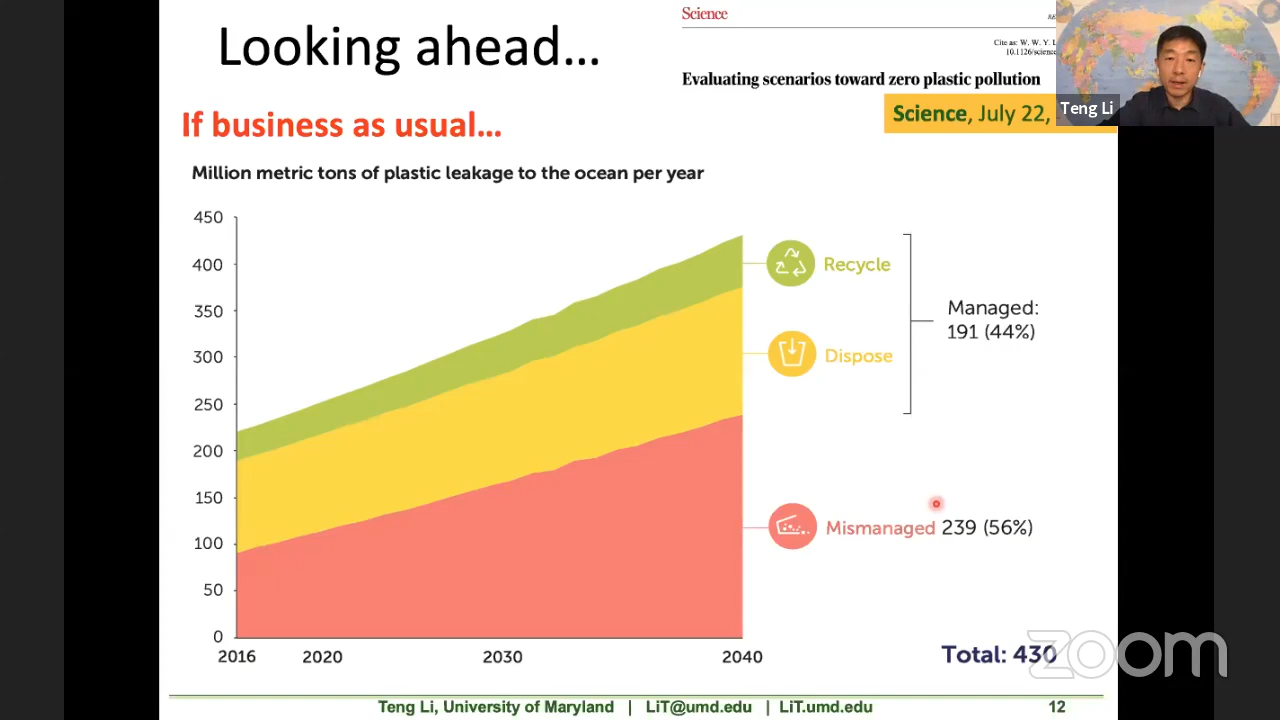 Looking ahead...
Science
Cite as: W. W. Y. L
10.1126/science
Evaluating scenarios toward zero plastic pollution
Science, July 22,
Teng Li
If business as usual...
Million metric tons of plastic leakage to the ocean per year
450
400
350
300
250
200
150
100
50
0
2016 2020 2030 2040
Recycle
Dispose
Managed:
191 (44%)
Mismanaged 239 (56%)
Total: 430
zoom
Teng Li, University of Maryland | LiT@umd.edu | LiT.umd.edu
12